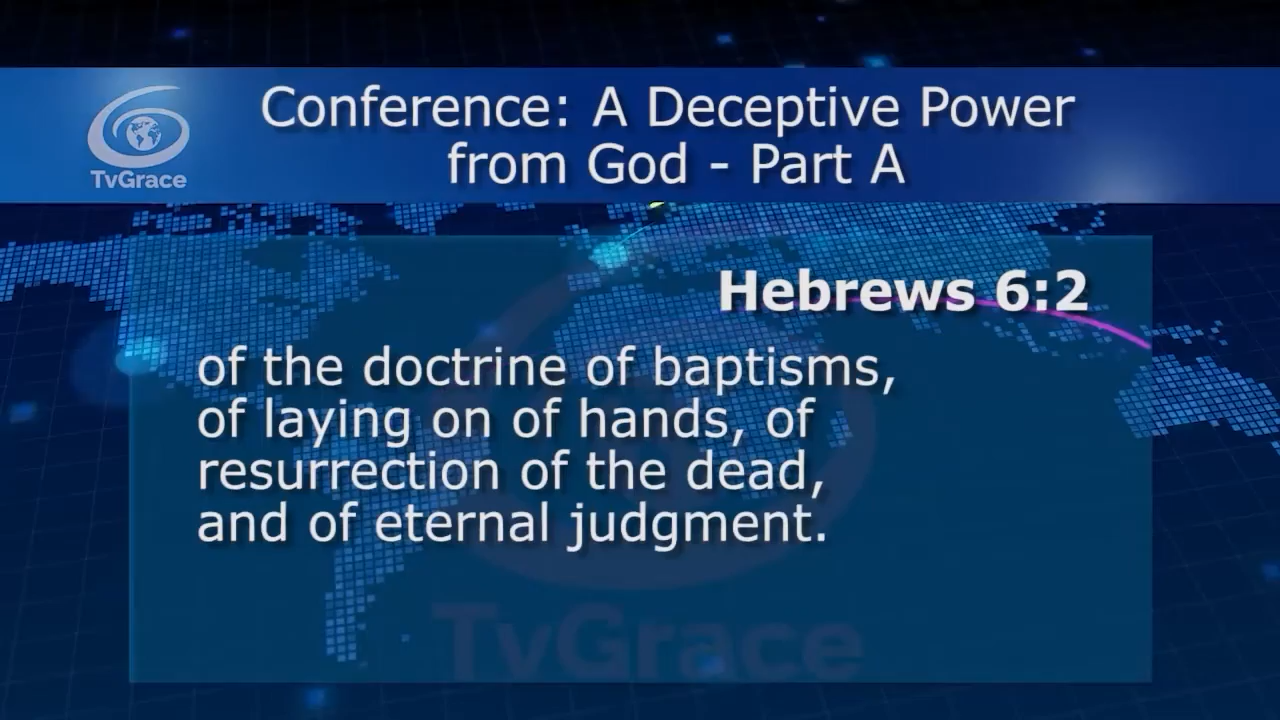 Conference: A Deceptive Power
from God - Part A
TvGrace
Hebrews 6:2
of the doctrine of baptisms,
of laying on of hands, of
resurrection of the dead,
and of eternal judgment.
TvGrace